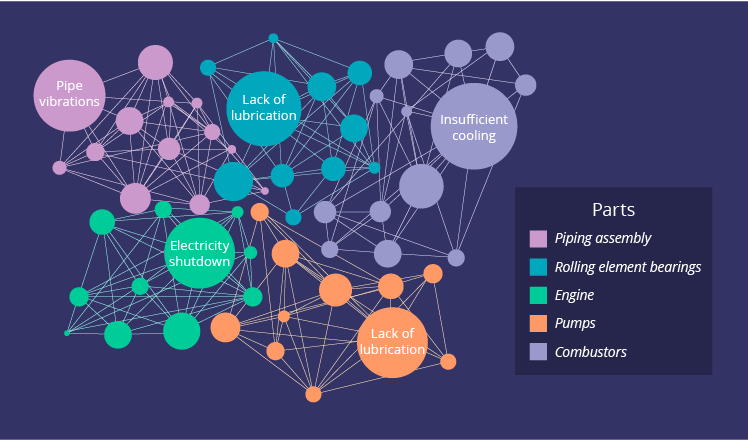 Pipe
vibrations
Lack of
lubrication
Insufficient
cooling
Electricity
shutdown
Lack of
lubrication
Parts
Piping assembly
Rolling element bearings
Engine
Pumps
Combustors